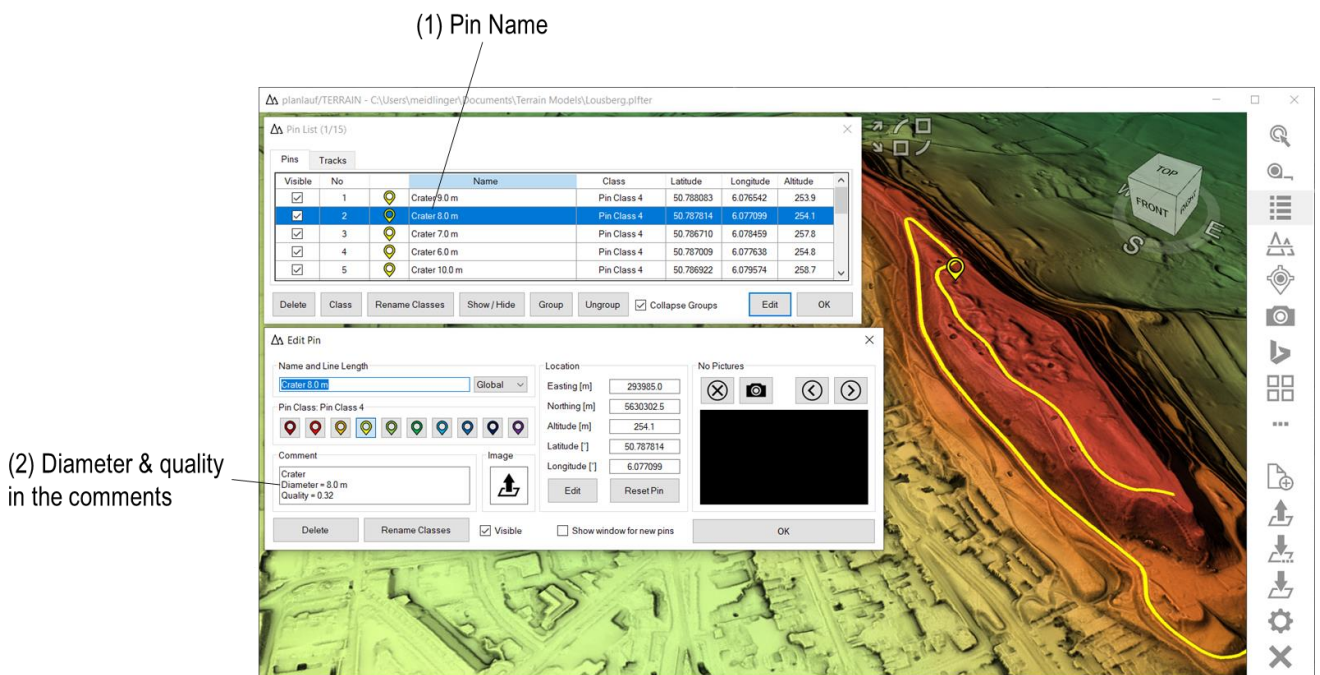 (1) Pin Name
planlauf/TERRAIN - C:\Users\meidlinger\Documents\Terrain Models\Lousberg.plfter
Pin List (1/15)
Pins Tracks
Visible No Name Class Latitude Longitude Altitude
1 Crater 9.0 m Pin Class 4 50.788083 6.076542 253.9
2 Crater 8.0 m Pin Class 4 50.787814 6.077099 254.1
3 Crater 7.0 m Pin Class 4 50.786710 6.078459 257.8
4 Crater 6.0 m Pin Class 4 50.787009 6.077638 254.8
5 Crater 10.0 m Pin Class 4 50.786922 6.079574 258.7
Delete Class Rename Classes Show / Hide Group Ungroup Collapse Groups Edit OK
TOP
FRONT RIGHT
W S E
Edit Pin
Name and Line Length
Crater 8.0 m Global
Pin Class: Pin Class 4
Comment
Crater
Diameter = 8.0 m
Quality = 0.32
Image
Location
Easting [m] 293985.0
Northing [m] 5630302.5
Altitude [m] 254.1
Latitude [°] 50.787814
Longitude [°] 6.077099
Edit Reset Pin
No Pictures
Delete Rename Classes Visible Show window for new pins OK
(2) Diameter & quality
in the comments